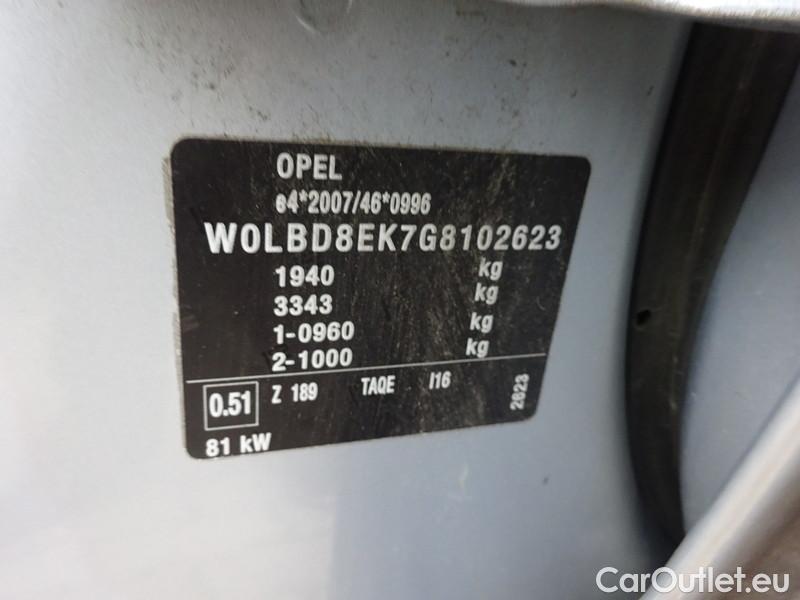 OPEL
e4*2007/46*0996
W0LBD8EK7G8102623
1940 kg
3343 kg
1-0960 kg
2-1000 kg
0.51 Z 189 TAQE I16 2623
81 kW
CarOutlet.eu